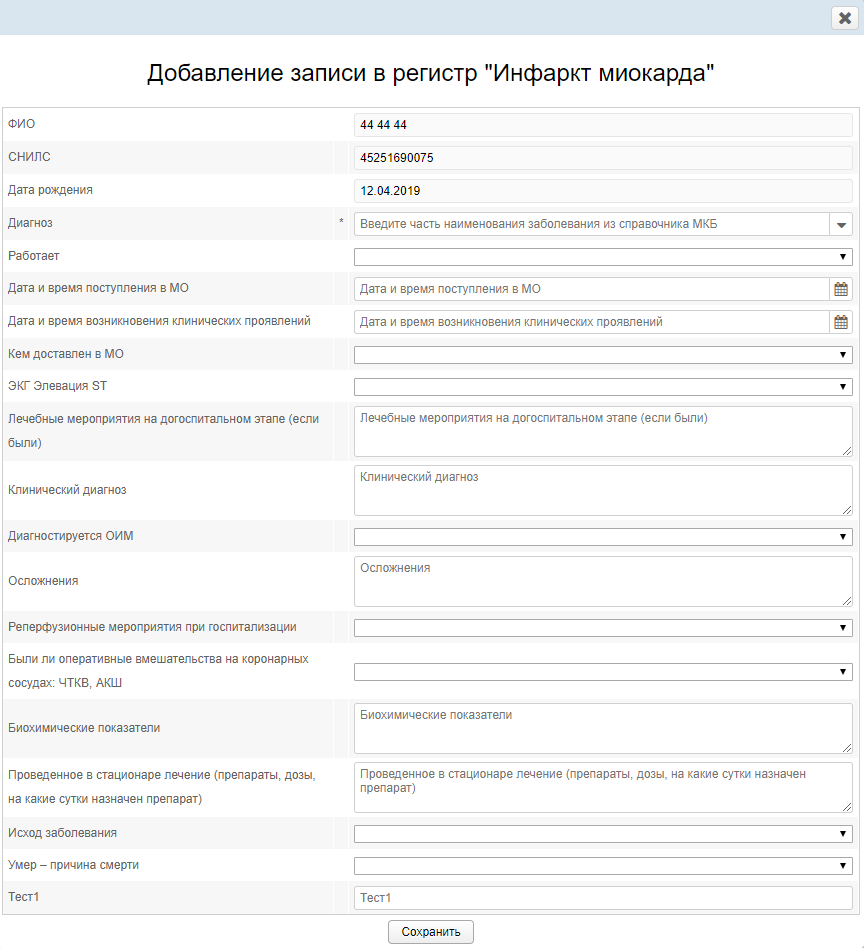 Добавление записи в регистр "Инфаркт миокарда"
ФИО
44 44 44
СНИЛС
45251690075
Дата рождения
12.04.2019
Диагноз
*
Введите часть наименования заболевания из справочника МКБ
Работает
Дата и время поступления в МО
Дата и время поступления в МО
Дата и время возникновения клинических проявлений
Дата и время возникновения клинических проявлений
Кем доставлен в МО
ЭКГ Элевация ST
Лечебные мероприятия на догоспитальном этапе (если
были)
Лечебные мероприятия на догоспитальном этапе (если были)
Клинический диагноз
Клинический диагноз
Диагностируется ОИМ
Осложнения
Осложнения
Реперфузионные мероприятия при госпитализации
Были ли оперативные вмешательства на коронарных
сосудах: ЧТКВ, АКШ
Биохимические показатели
Биохимические показатели
Проведенное в стационаре лечение (препараты, дозы,
на какие сутки назначен препарат)
Проведенное в стационаре лечение (препараты, дозы, на какие сутки назначен
препарат)
Исход заболевания
Умер – причина смерти
Тест1
Тест1
Сохранить